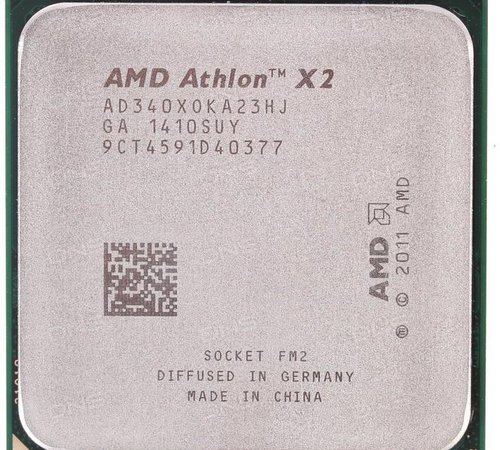 AMD Athlon™ X2
AD340XOKA23HJ
GA 1410SUY
9CT4591D40377
AMD
ⓜ © 2011 AMD
SOCKET FM2
DIFFUSED IN GERMANY
MADE IN CHINA